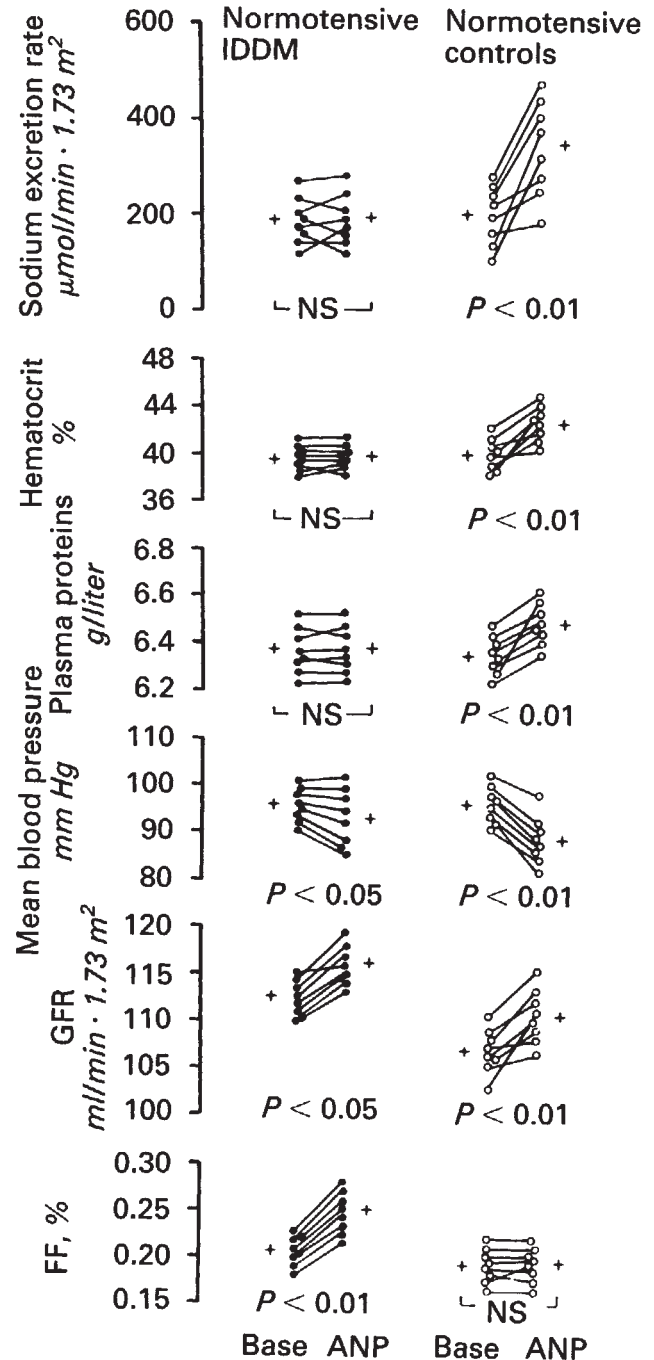 Normotensive IDDM
Normotensive controls
Sodium excretion rate
μmol/min · 1.73 m²
600
400
200
0
NS
P < 0.01
Hematocrit
%
48
44
40
36
NS
P < 0.01
Plasma proteins
g/liter
6.8
6.6
6.4
6.2
NS
P < 0.01
Mean blood pressure
mm Hg
110
100
90
80
P < 0.05
P < 0.01
GFR
ml/min · 1.73 m²
120
115
110
105
100
P < 0.05
P < 0.01
FF, %
0.30
0.25
0.20
0.15
P < 0.01
NS
Base ANP
Base ANP